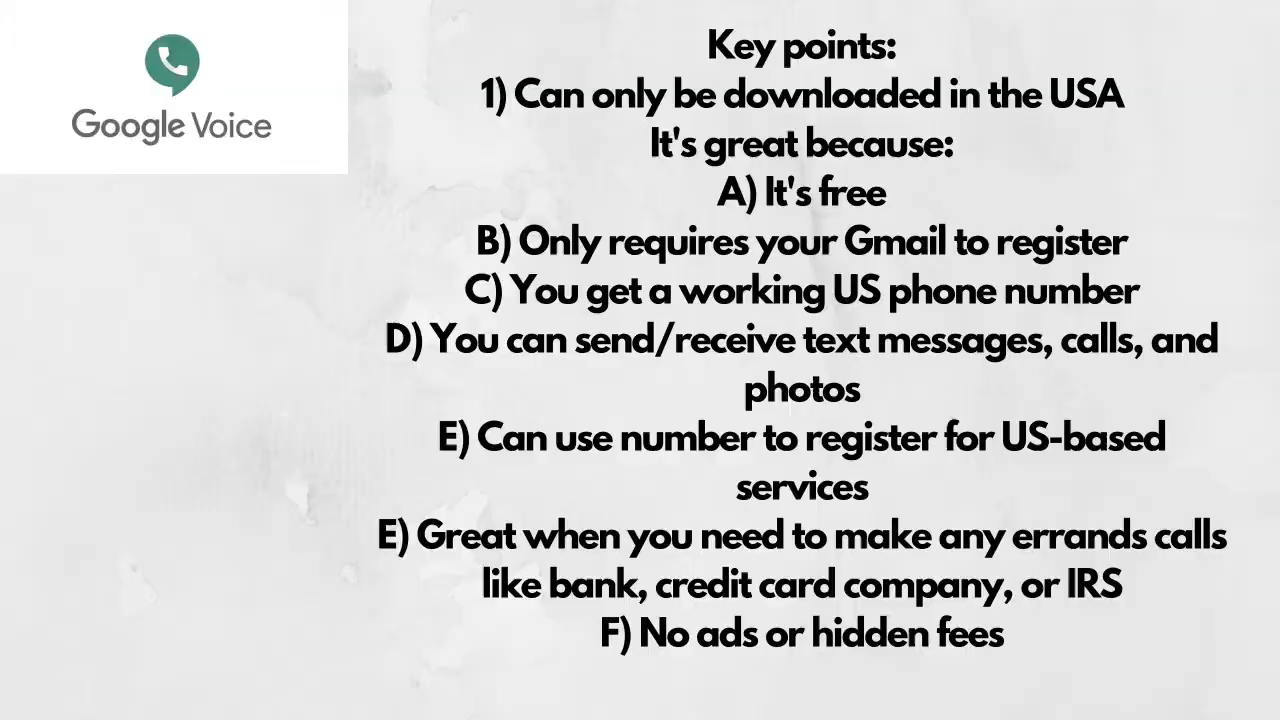 Google Voice
Key points:
1) Can only be downloaded in the USA
It's great because:
A) It's free
B) Only requires your Gmail to register
C) You get a working US phone number
D) You can send/receive text messages, calls, and
photos
E) Can use number to register for US-based
services
E) Great when you need to make any errands calls
like bank, credit card company, or IRS
F) No ads or hidden fees